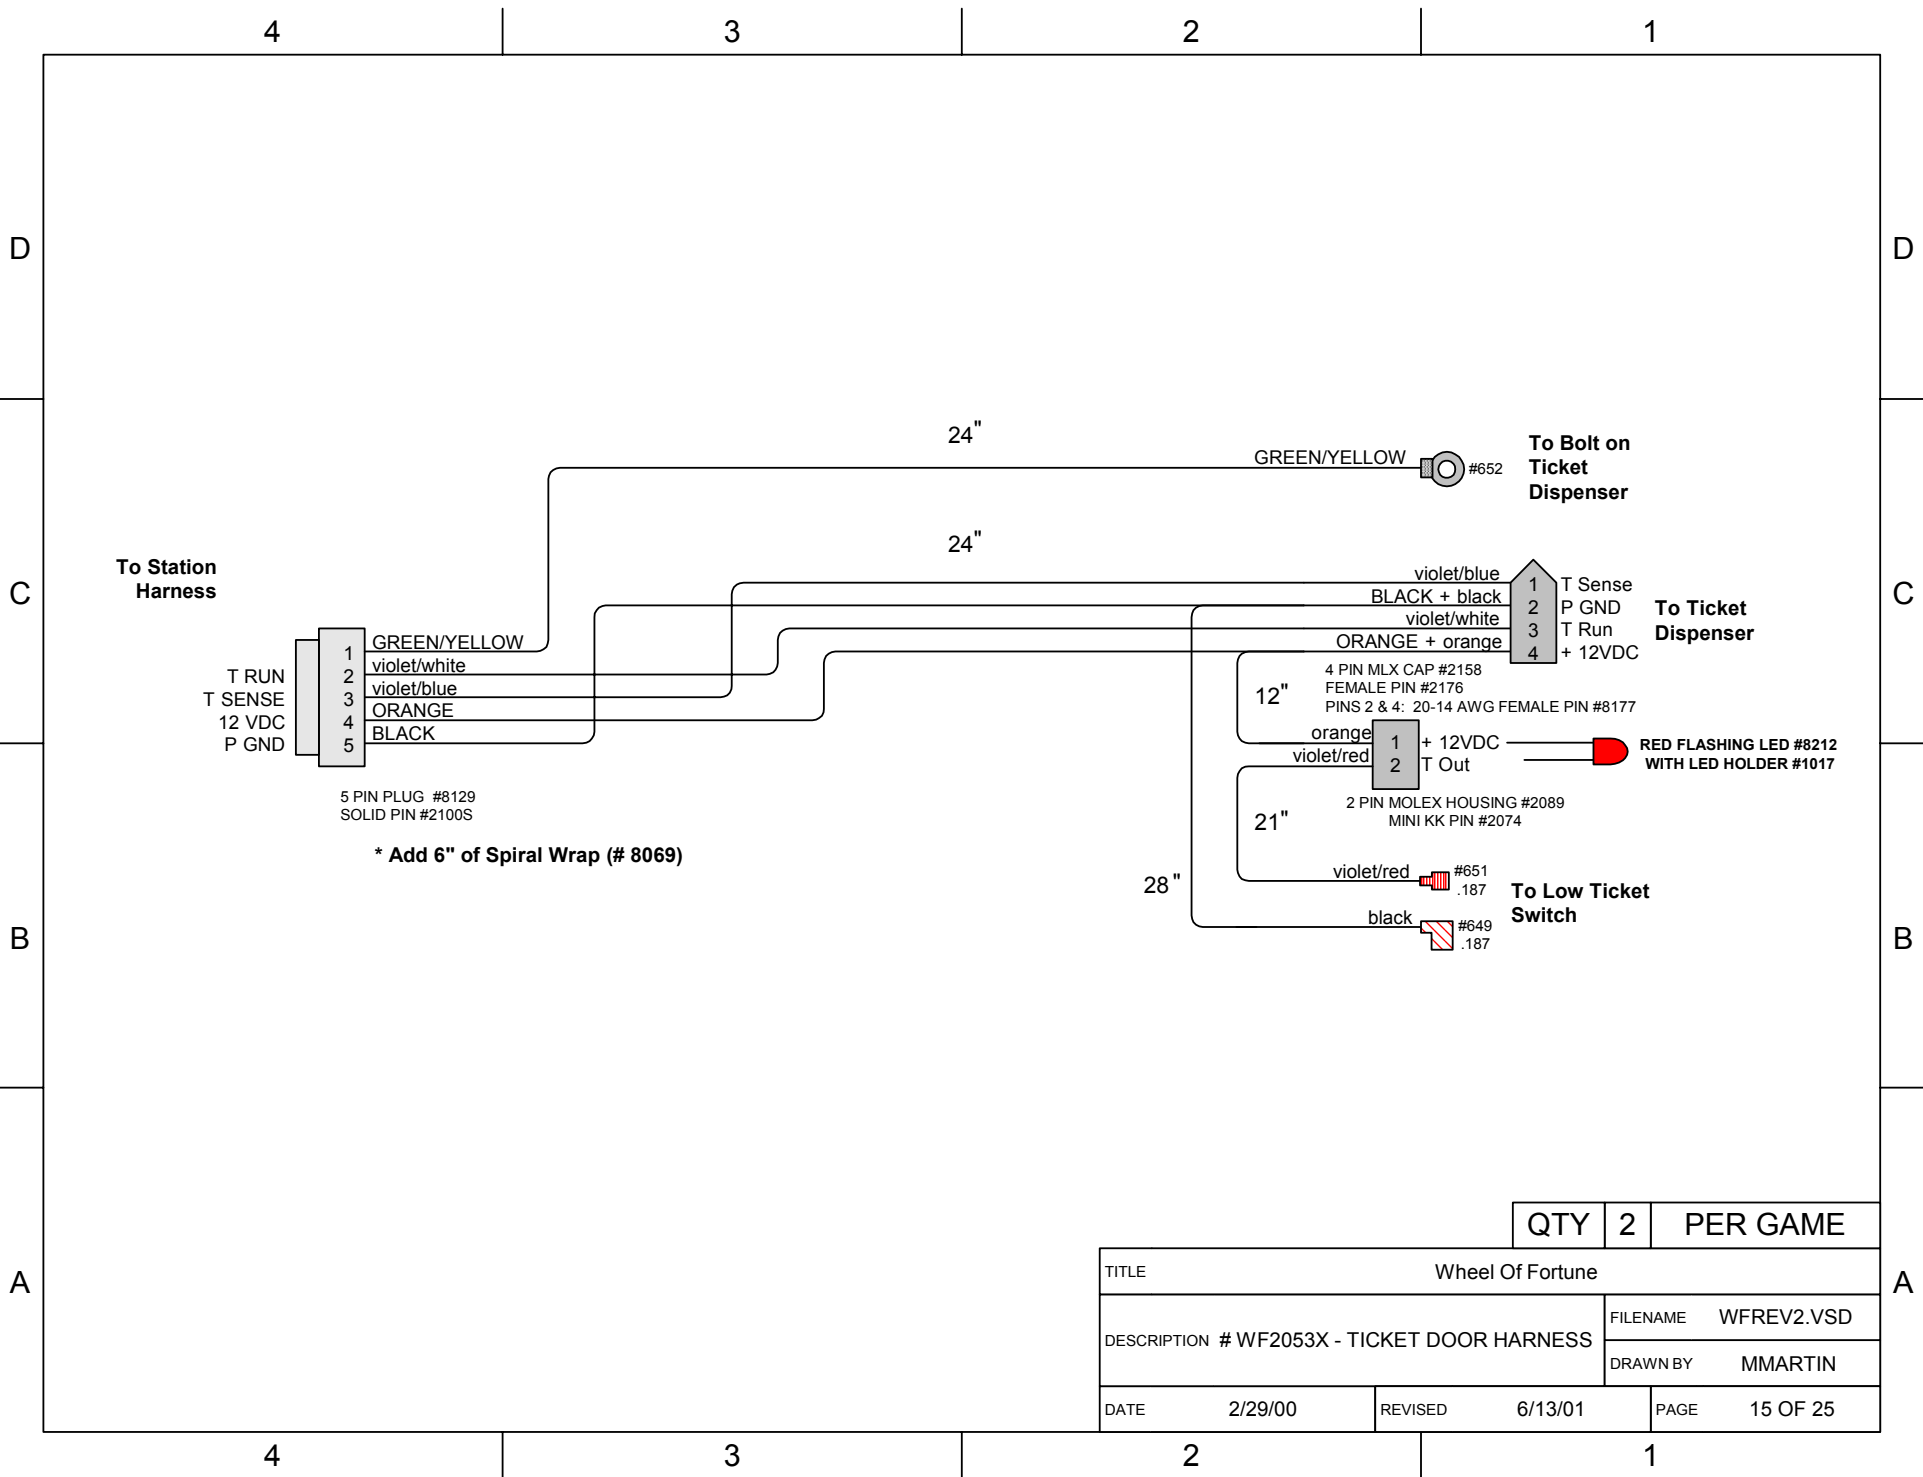 4 3 2 1
D D
24"
GREEN/YELLOW
#652
To Bolt on
Ticket
Dispenser
24"
C C
To Station
Harness
violet/blue 1 T Sense
BLACK + black 2 P GND
violet/white 3 T Run
ORANGE + orange 4 + 12VDC
To Ticket
Dispenser
1 GREEN/YELLOW
T RUN 2 violet/white
T SENSE 3 violet/blue
12 VDC 4 ORANGE
P GND 5 BLACK
4 PIN MLX CAP #2158
FEMALE PIN #2176
PINS 2 & 4: 20-14 AWG FEMALE PIN #8177
12"
orange 1 + 12VDC
violet/red 2 T Out
RED FLASHING LED #8212
WITH LED HOLDER #1017
5 PIN PLUG #8129
SOLID PIN #2100S
2 PIN MOLEX HOUSING #2089
MINI KK PIN #2074
21"
* Add 6" of Spiral Wrap (# 8069)
28"
violet/red #651
.187
To Low Ticket
Switch
black #649
.187
B B
QTY 2 PER GAME
A A
TITLE Wheel Of Fortune
DESCRIPTION # WF2053X - TICKET DOOR HARNESS
FILENAME WFREV2.VSD
DRAWN BY MMARTIN
DATE 2/29/00 REVISED 6/13/01 PAGE 15 OF 25
4 3 2 1